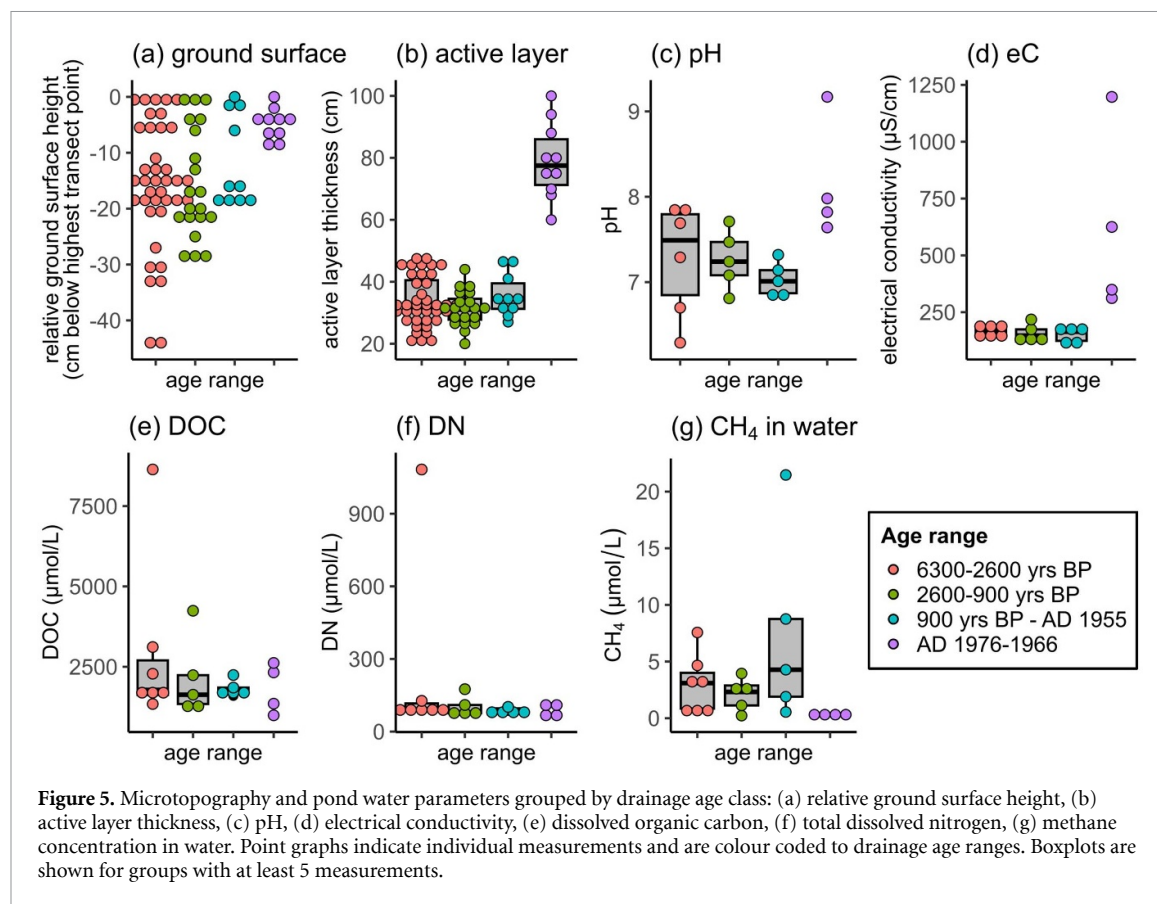 (a) ground surface
relative ground surface height
(cm below highest transect point)
0
-10
-20
-30
-40
age range
(b) active layer
active layer thickness (cm)
100
80
60
40
20
age range
(c) pH
pH
9
8
7
age range
(d) eC
electrical conductivity (µS/cm)
1250
1000
750
500
250
age range
(e) DOC
DOC (µmol/L)
7500
5000
2500
age range
(f) DN
DN (µmol/L)
900
600
300
0
age range
(g) CH₄ in water
CH₄ (µmol/L)
20
15
10
5
0
age range
Age range
6300-2600 yrs BP
2600-900 yrs BP
900 yrs BP - AD 1955
AD 1976-1966
Figure 5. Microtopography and pond water parameters grouped by drainage age class: (a) relative ground surface height, (b)
active layer thickness, (c) pH, (d) electrical conductivity, (e) dissolved organic carbon, (f) total dissolved nitrogen, (g) methane
concentration in water. Point graphs indicate individual measurements and are colour coded to drainage age ranges. Boxplots are
shown for groups with at least 5 measurements.